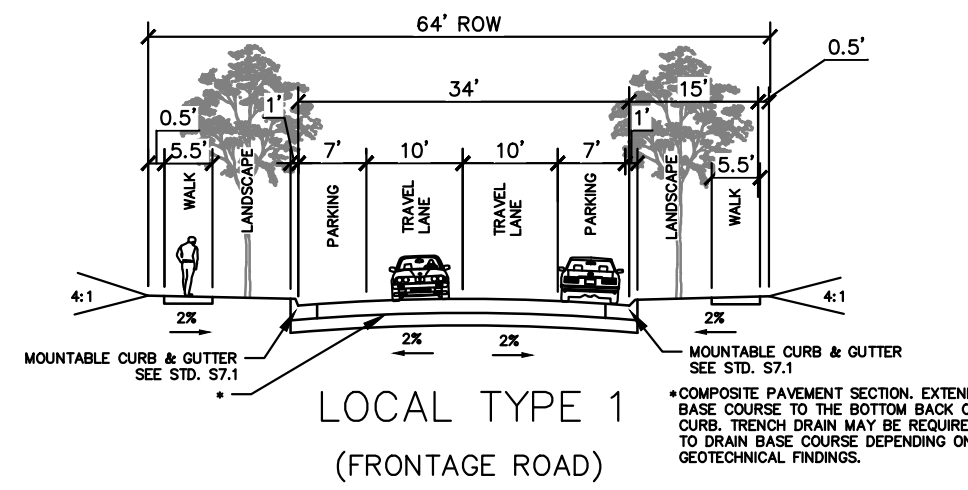 64' ROW
0.5'
34'
15'
1'
1'
0.5'
5.5'
7'
10'
10'
7'
5.5'
WALK
LANDSCAPE
PARKING
TRAVEL
LANE
TRAVEL
LANE
PARKING
LANDSCAPE
WALK
4:1
4:1
2%
2%
2%
2%
MOUNTABLE CURB & GUTTER
SEE STD. S7.1
*
MOUNTABLE CURB & GUTTER
SEE STD. S7.1
LOCAL TYPE 1
(FRONTAGE ROAD)
*COMPOSITE PAVEMENT SECTION. EXTEN
BASE COURSE TO THE BOTTOM BACK O
CURB. TRENCH DRAIN MAY BE REQUIRE
TO DRAIN BASE COURSE DEPENDING ON
GEOTECHNICAL FINDINGS.